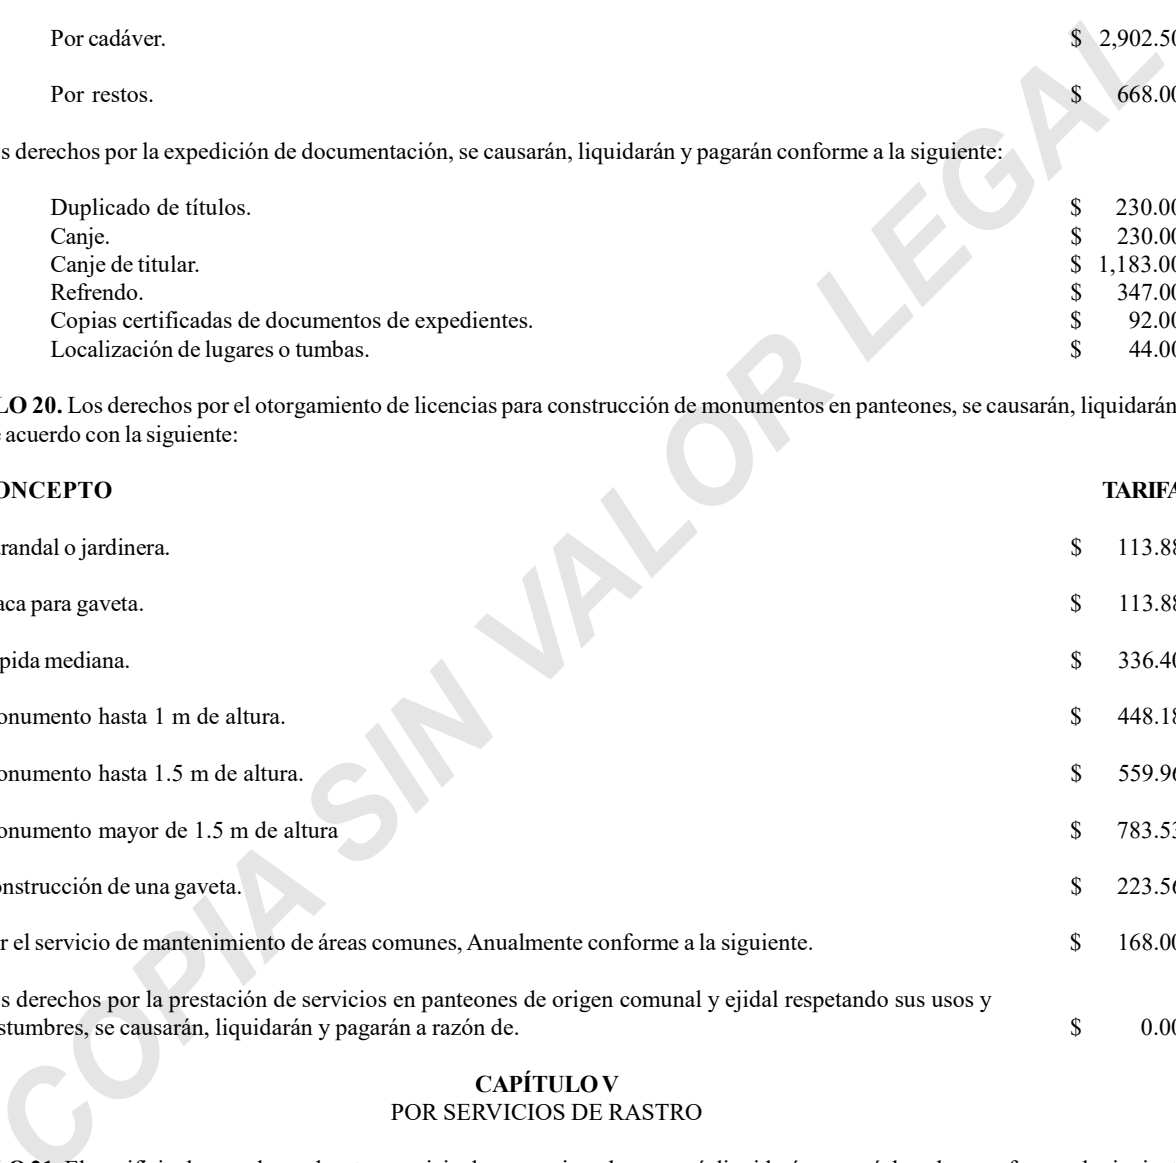 Por cadáver. $ 2,902.50
Por restos. $ 668.00
s derechos por la expedición de documentación, se causarán, liquidarán y pagarán conforme a la siguiente:
Duplicado de títulos. $ 230.00
Canje. $ 230.00
Canje de titular. $ 1,183.00
Refrendo. $ 347.00
Copias certificadas de documentos de expedientes. $ 92.00
Localización de lugares o tumbas. $ 44.00
LO 20. Los derechos por el otorgamiento de licencias para construcción de monumentos en panteones, se causarán, liquidarán
acuerdo con la siguiente:
ONCEPTO TARIFA
randal o jardinera. $ 113.88
aca para gaveta. $ 113.88
pida mediana. $ 336.40
onumento hasta 1 m de altura. $ 448.18
onumento hasta 1.5 m de altura. $ 559.96
onumento mayor de 1.5 m de altura $ 783.53
onstrucción de una gaveta. $ 223.56
r el servicio de mantenimiento de áreas comunes, Anualmente conforme a la siguiente. $ 168.00
s derechos por la prestación de servicios en panteones de origen comunal y ejidal respetando sus usos y
stumbres, se causarán, liquidarán y pagarán a razón de. $ 0.00
CAPÍTULO V
POR SERVICIOS DE RASTRO
COPIA SIN VALOR LEGAL